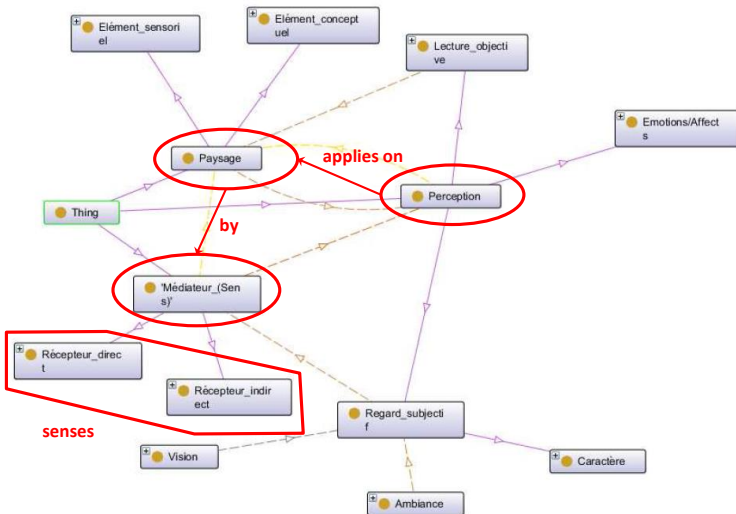 Elément_sensori
el
Elément_concept
uel
Lecture_objecti
ve
Emotions/Affect
s
Paysage
applies on
Perception
Thing
by
'Médiateur_(Sen
s)'
Récepteur_direc
t
Récepteur_indir
ect
senses
Regard_subjecti
f
Vision
Caractère
Ambiance